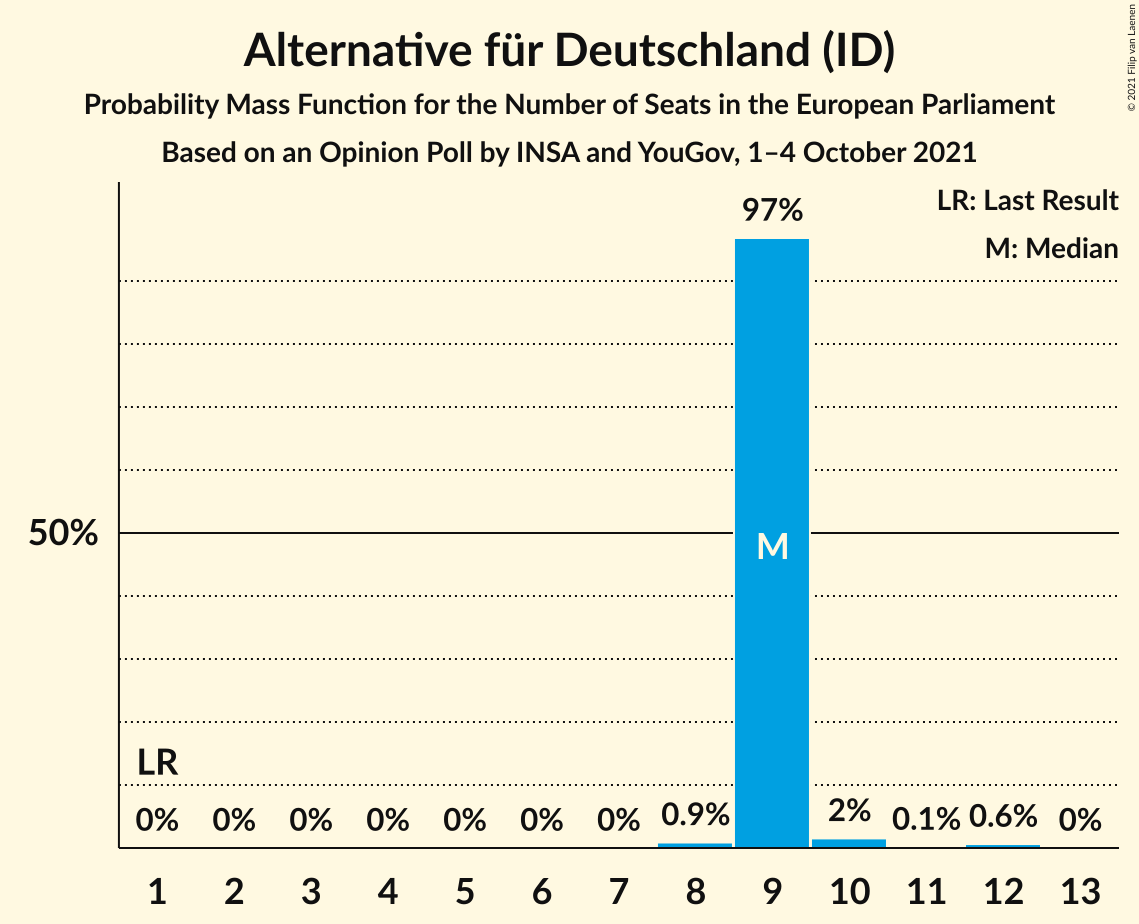 Alternative für Deutschland (ID)
Probability Mass Function for the Number of Seats in the European Parliament
Based on an Opinion Poll by INSA and YouGov, 1–4 October 2021
© 2021 Filip van Laenen
LR: Last Result
M: Median
97%
50%
M
LR
0% 0% 0% 0% 0% 0% 0% 0.9% 2% 0.1% 0.6% 0%
1 2 3 4 5 6 7 8 9 10 11 12 13